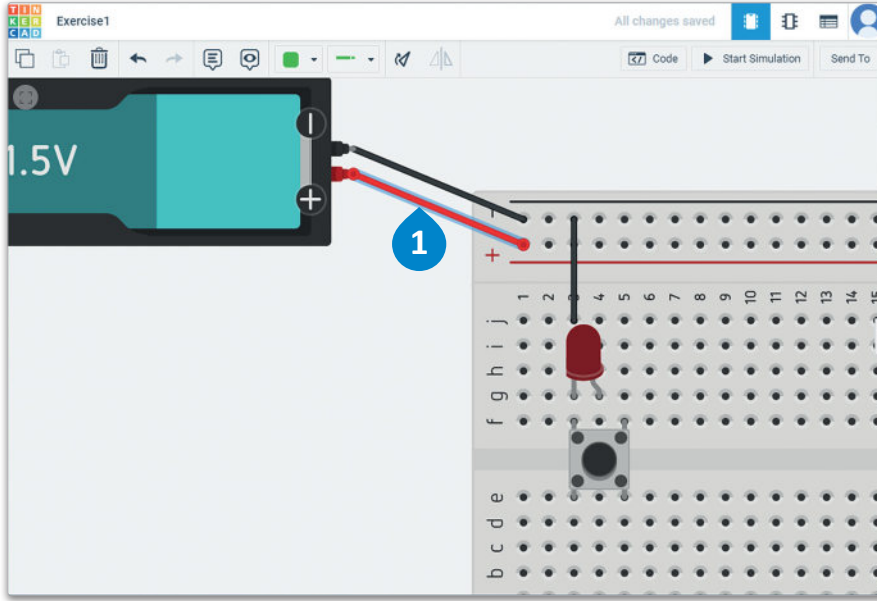 TIN
KER
CAD
Exercise1
All changes saved
Code
Start Simulation
Send To
1.5V
1
-
+
1 2 3 4 5 6 7 8 9 10 11 12 13 14 15
j
i
h
g
f
e
d
c
b